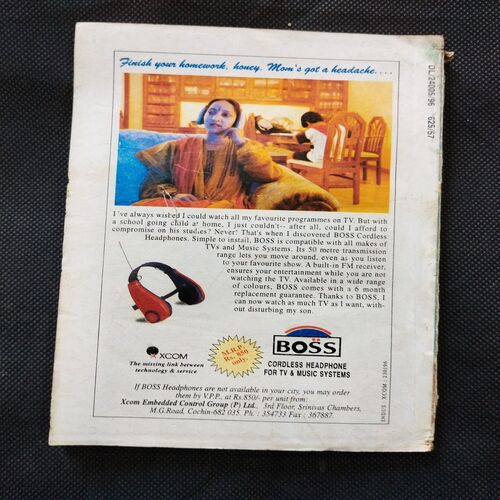 Finish your homework, honey. Mom's got a headache....
I've always wished I could watch all my favourite programmes on TV. But with
a school going child at home, I just couldn't-- after all, could I afford to
compromise on his studies? Never! That's when I discovered BOSS Cordless
Headphones. Simple to install, BOSS is compatible with all makes of
TVs and Music Systems. Its 50 metre transmission
range lets you move around, even as you listen
to your favourite show. A built-in FM receiver,
ensures your entertainment while you are not
watching the TV. Available in a wide range
of colours, BOSS comes with a 6 month
replacement guarantee. Thanks to BOSS, I
can now watch as much TV as I want, with-
out disturbing my son.
XCOM
The missing link between
technology & service
M.R.P.
Rs. 850
only.
BOSS
CORDLESS HEADPHONE
FOR TV & MUSIC SYSTEMS
If BOSS Headphones are not available in your city, you may order
them by V.P.P., at Rs.850/- per unit from:
Xcom Embedded Control Group (P) Ltd., 3rd Floor, Srinivas Chambers,
M.G.Road, Cochin-682 035. Ph. : 354733 Fax : 367887.
DL/24005/96 625/57